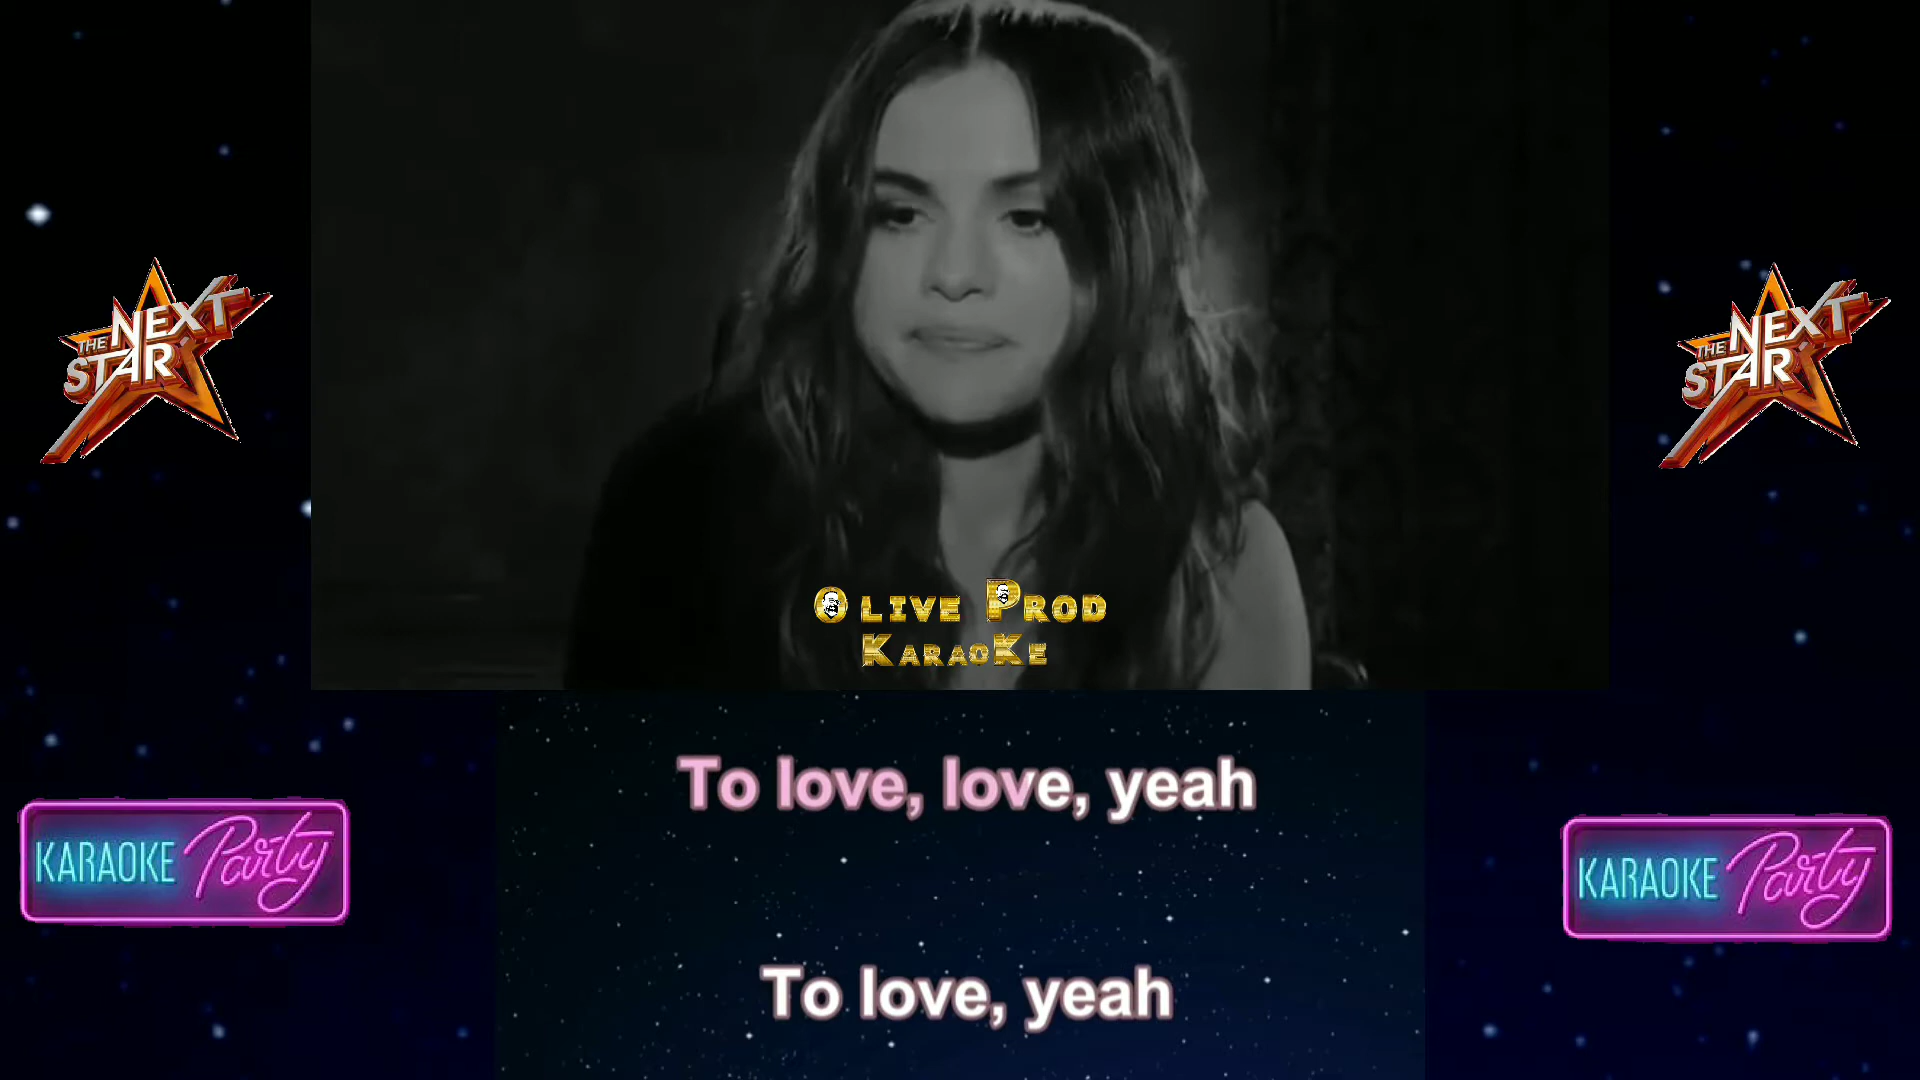 THE NEXT
STAR
THE NEXT
STAR
OLIVE PROD
KARAOKE
To love, love, yeah
KARAOKE Party
KARAOKE Party
To love, yeah